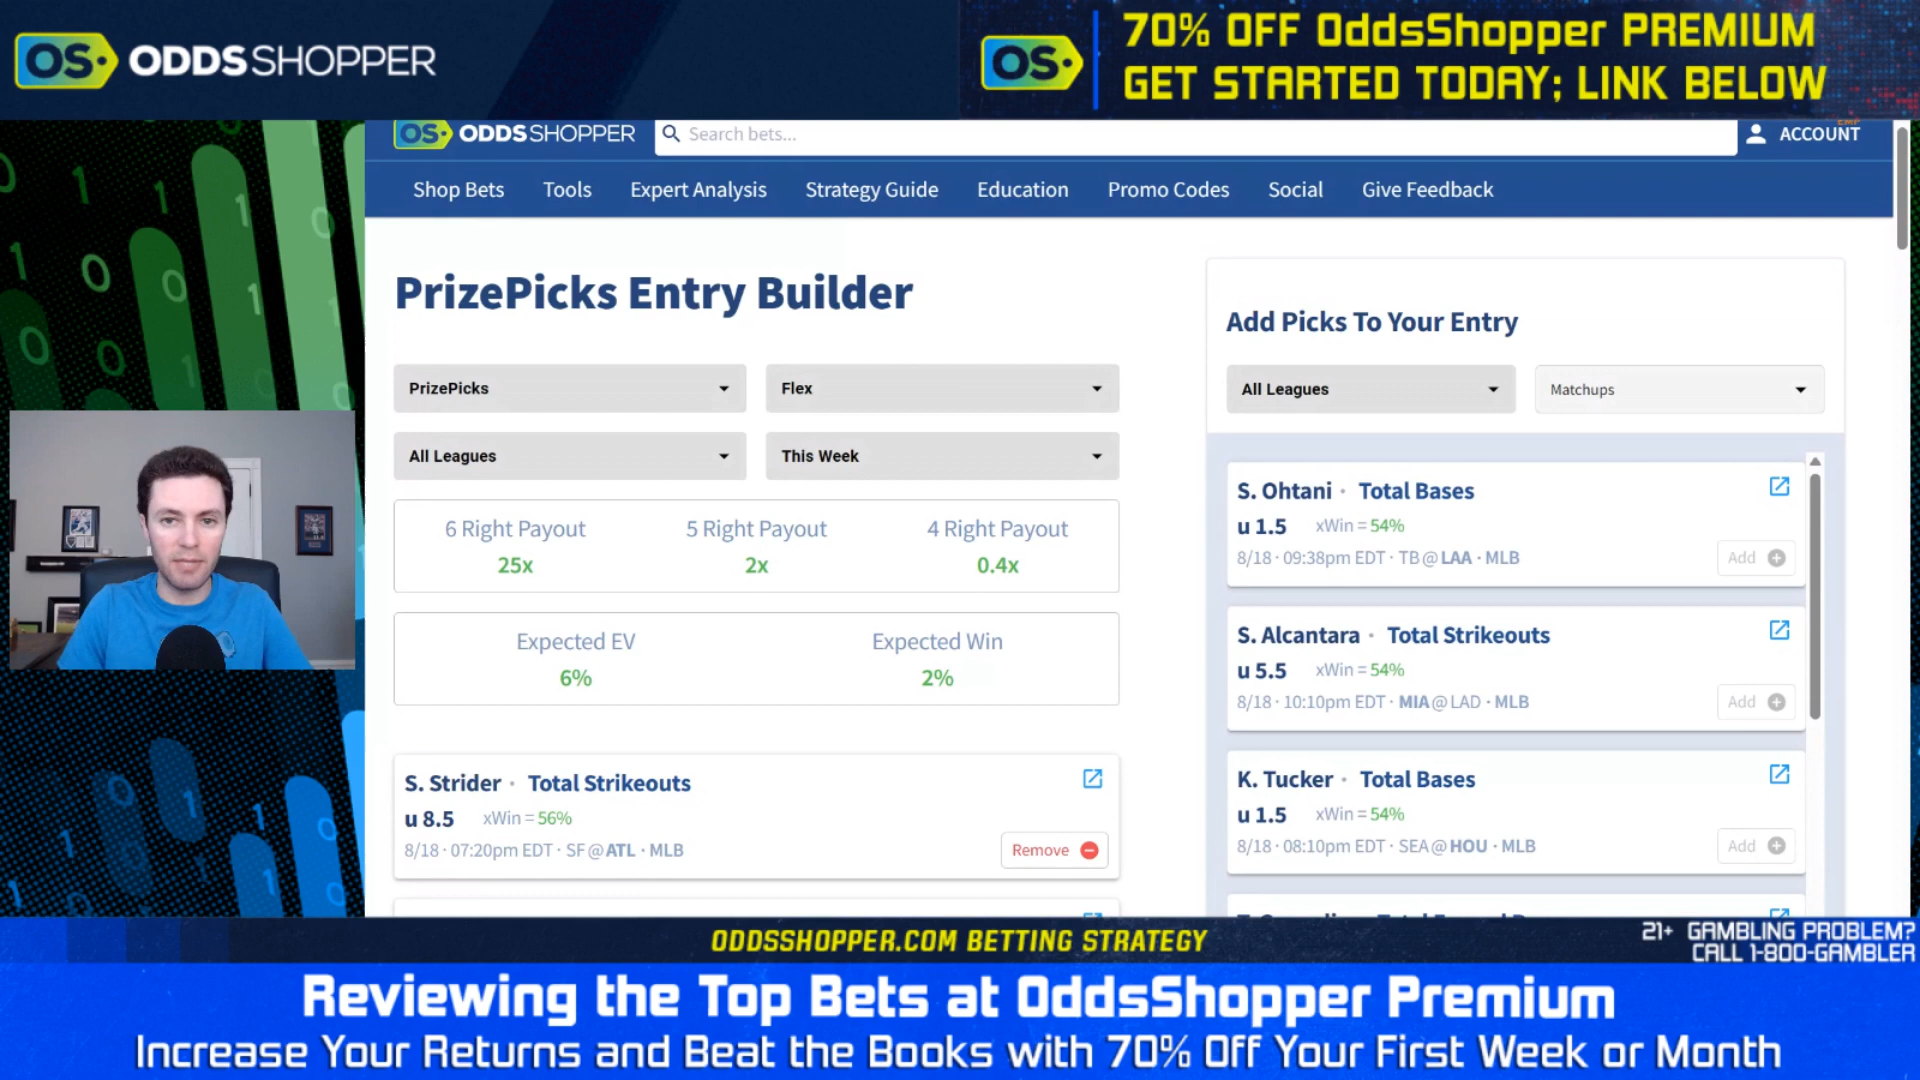 OS ODDSSHOPPER
OS
70% OFF OddsShopper PREMIUM
GET STARTED TODAY; LINK BELOW
OS ODDSSHOPPER
Search bets...
ACCOUNT
Shop Bets Tools Expert Analysis Strategy Guide Education Promo Codes Social Give Feedback
PrizePicks Entry Builder
PrizePicks
Flex
All Leagues
This Week
6 Right Payout 5 Right Payout 4 Right Payout
25x 2x 0.4x
Expected EV Expected Win
6% 2%
S. Strider · Total Strikeouts
u 8.5 xWin = 56%
8/18 · 07:20pm EDT · SF@ATL · MLB
Remove
Add Picks To Your Entry
All Leagues
Matchups
S. Ohtani · Total Bases
u 1.5 xWin = 54%
8/18 · 09:38pm EDT · TB@LAA · MLB
Add
S. Alcantara · Total Strikeouts
u 5.5 xWin = 54%
8/18 · 10:10pm EDT · MIA@LAD · MLB
Add
K. Tucker · Total Bases
u 1.5 xWin = 54%
8/18 · 08:10pm EDT · SEA@HOU · MLB
Add
ODDSSHOPPER.COM BETTING STRATEGY
21+ GAMBLING PROBLEM?
CALL 1-800-GAMBLER
Reviewing the Top Bets at OddsShopper Premium
Increase Your Returns and Beat the Books with 70% Off Your First Week or Month